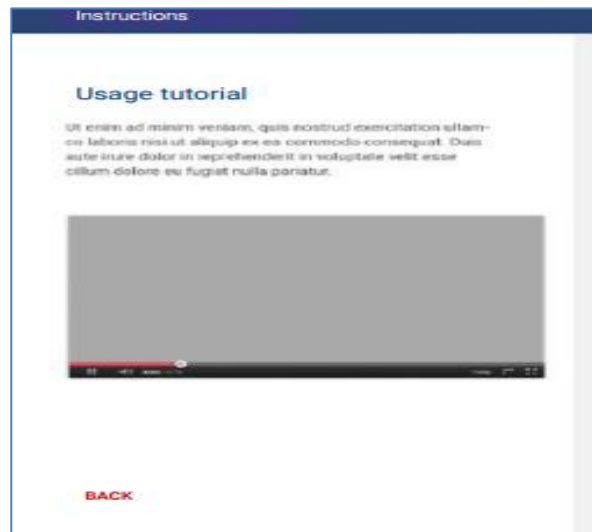 Instructions
Usage tutorial
Ut enim ad minim veniam, quis nostrud exercitation ullam-
co laboris nisi ut aliquip ex ea commodo consequat. Duis
aute irure dolor in reprehenderit in voluptate velit esse
cillum dolore eu fugiat nulla pariatur.
BACK